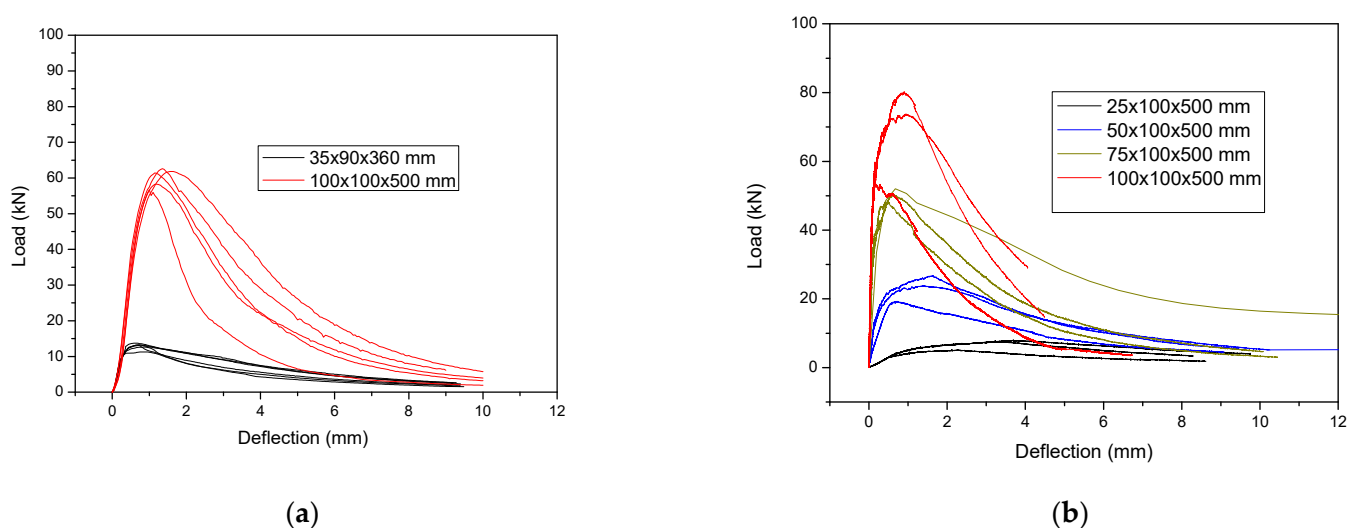 100
90
80
70
60
50
40
30
20
10
0
Load (kN)
35x90x360 mm
100x100x500 mm
0 2 4 6 8 10 12
Deflection (mm)
(a)
100
80
60
40
20
0
Load (kN)
25x100x500 mm
50x100x500 mm
75x100x500 mm
100x100x500 mm
0 2 4 6 8 10 12
Deflection (mm)
(b)